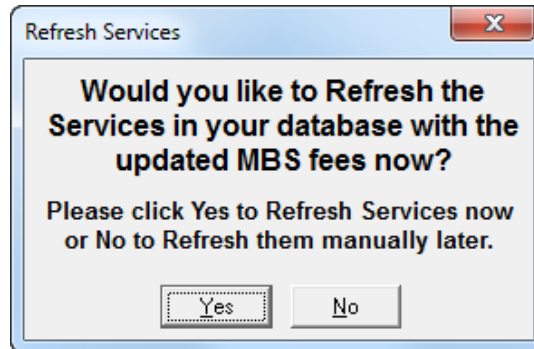 Refresh Services
Would you like to Refresh the
Services in your database with the
updated MBS fees now?
Please click Yes to Refresh Services now
or No to Refresh them manually later.
Yes
No